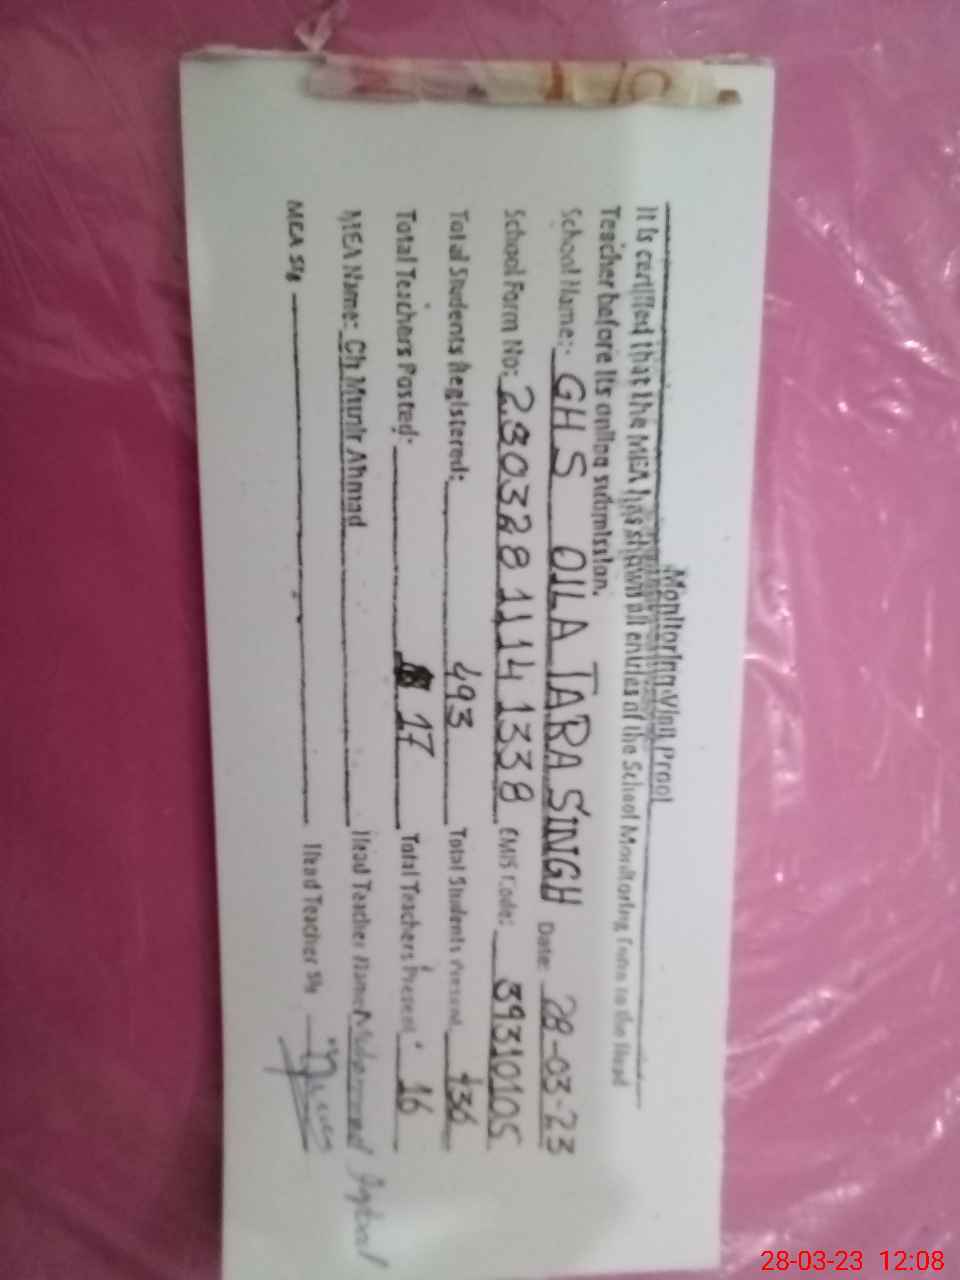 Monitoring Visit Proof
It is certified that the MEA has shown all entries of the School Monitoring Form to the Head
Teacher before its online submission.
School Name:- GHS OILA TARA SINGH Date: 28-03-23
School Form No: 2303281114 1338 EMIS Code: 39310105
Total Students Registered: 493 Total Students Present 436
Total Teachers Posted: 17 Total Teachers Present 16
MEA Name: Ch Munir Ahmad Head Teacher Name Mohammad Iqbal
MEA Sig Head Teacher Sig
28-03-23 12:08